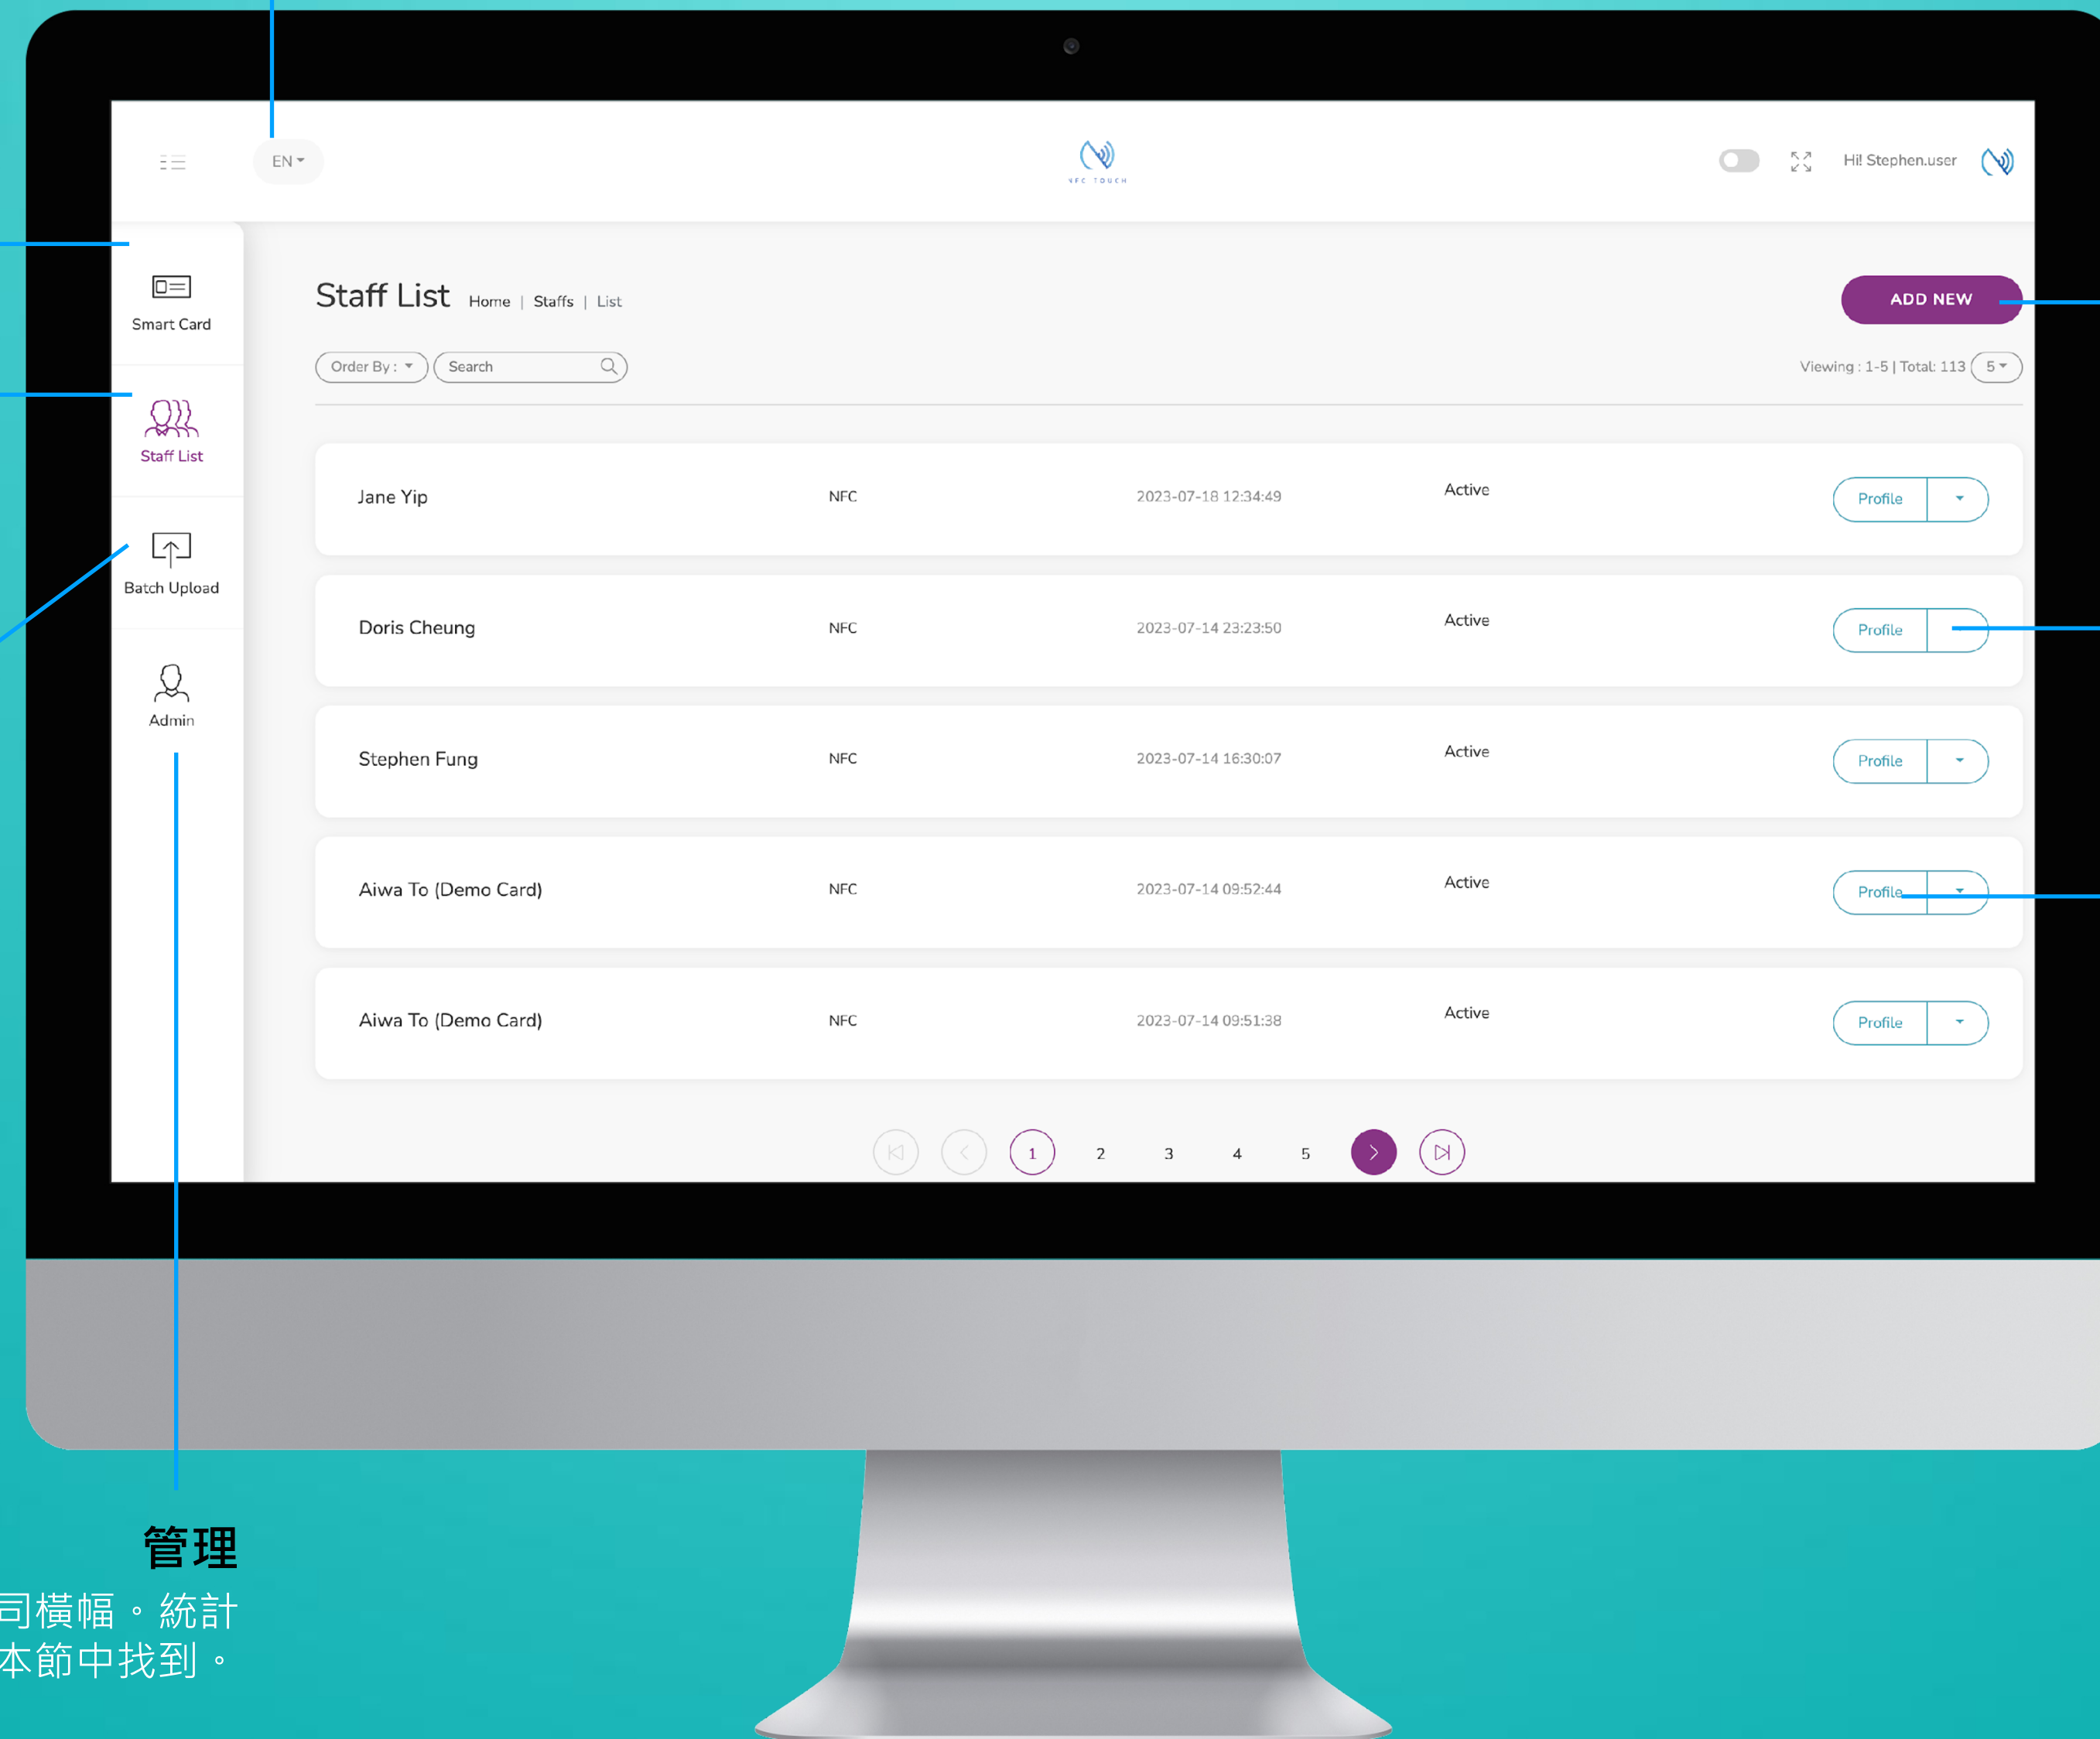 EN
NFC TOUCH
Hi! Stephen.user
Smart Card
Staff List
Batch Upload
Admin
Staff List Home | Staffs | List
ADD NEW
Order By :
Search
Viewing : 1-5 | Total: 113
5
Jane Yip NFC 2023-07-18 12:34:49 Active Profile
Doris Cheung NFC 2023-07-14 23:23:50 Active Profile
Stephen Fung NFC 2023-07-14 16:30:07 Active Profile
Aiwa To (Demo Card) NFC 2023-07-14 09:52:44 Active Profile
Aiwa To (Demo Card) NFC 2023-07-14 09:51:38 Active Profile
1 2 3 4 5
管理
司橫幅。統計
本節中找到。